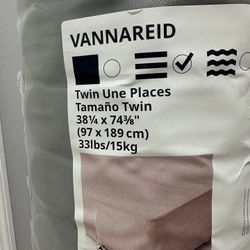 VANNAREID
Twin Une Places
Tamaño Twin
38¼ x 74⅜"
(97 x 189 cm)
33lbs/15kg